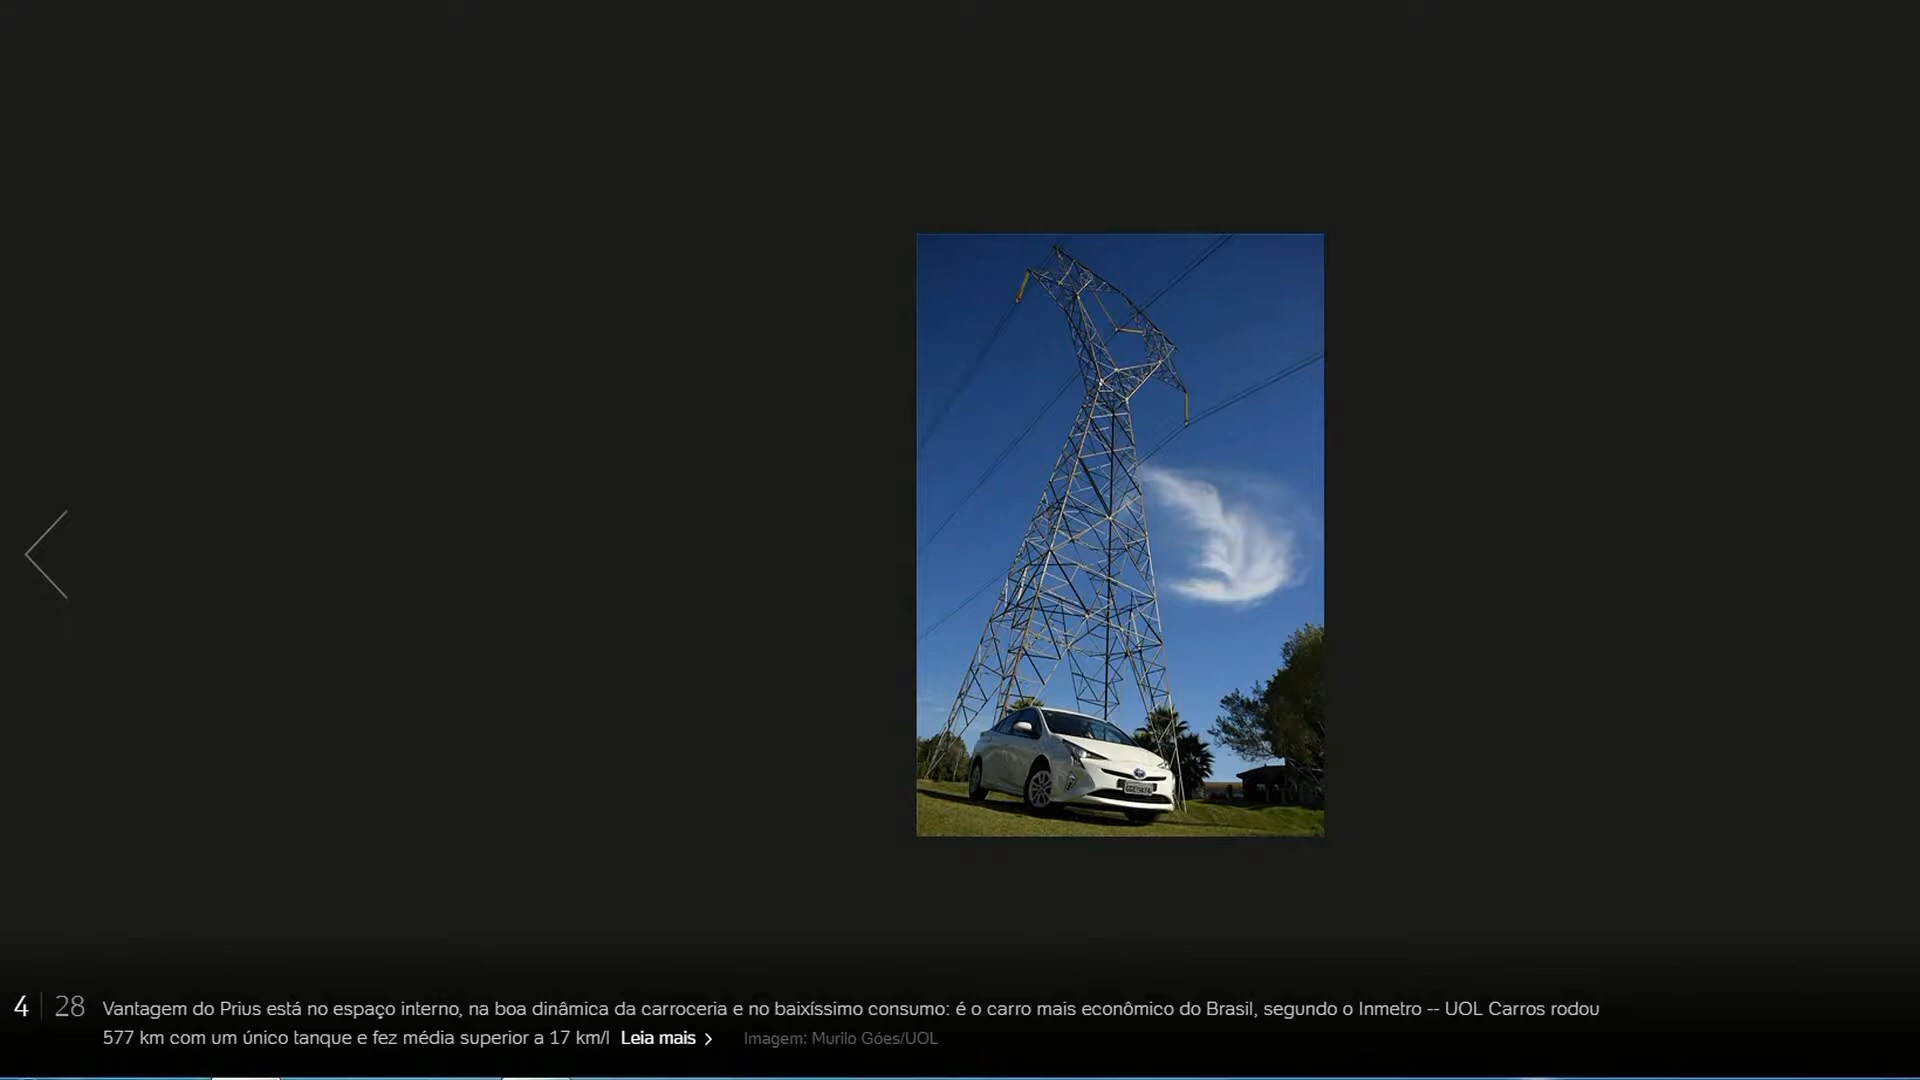 4 | 28 Vantagem do Prius está no espaço interno, na boa dinâmica da carroceria e no baixíssimo consumo: é o carro mais econômico do Brasil, segundo o Inmetro -- UOL Carros rodou
577 km com um único tanque e fez média superior a 17 km/l Leia mais > Imagem: Murilo Góes/UOL